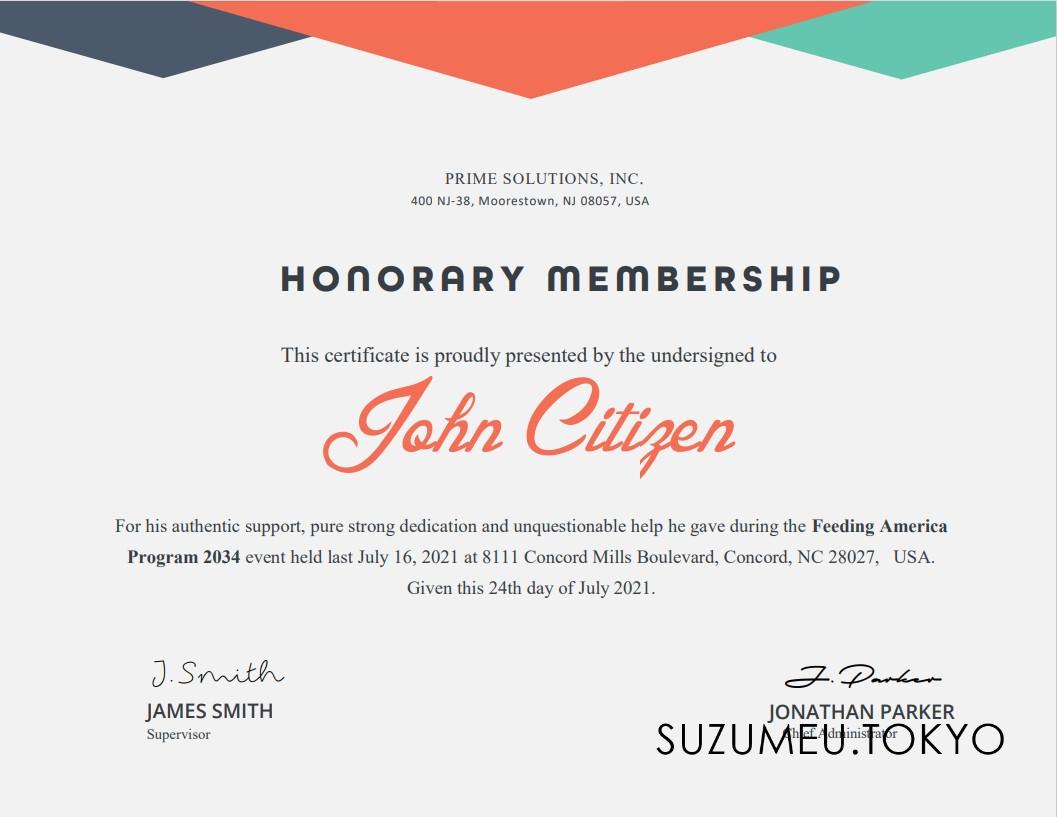 PRIME SOLUTIONS, INC.
400 NJ-38, Moorestown, NJ 08057, USA
HONORARY MEMBERSHIP
This certificate is proudly presented by the undersigned to
John Citizen
For his authentic support, pure strong dedication and unquestionable help he gave during the Feeding America
Program 2034 event held last July 16, 2021 at 8111 Concord Mills Boulevard, Concord, NC 28027, USA.
Given this 24th day of July 2021.
J. Smith
JAMES SMITH
Supervisor
J. Parker
JONATHAN PARKER
Chief Administrator
SUZUMEU.TOKYO